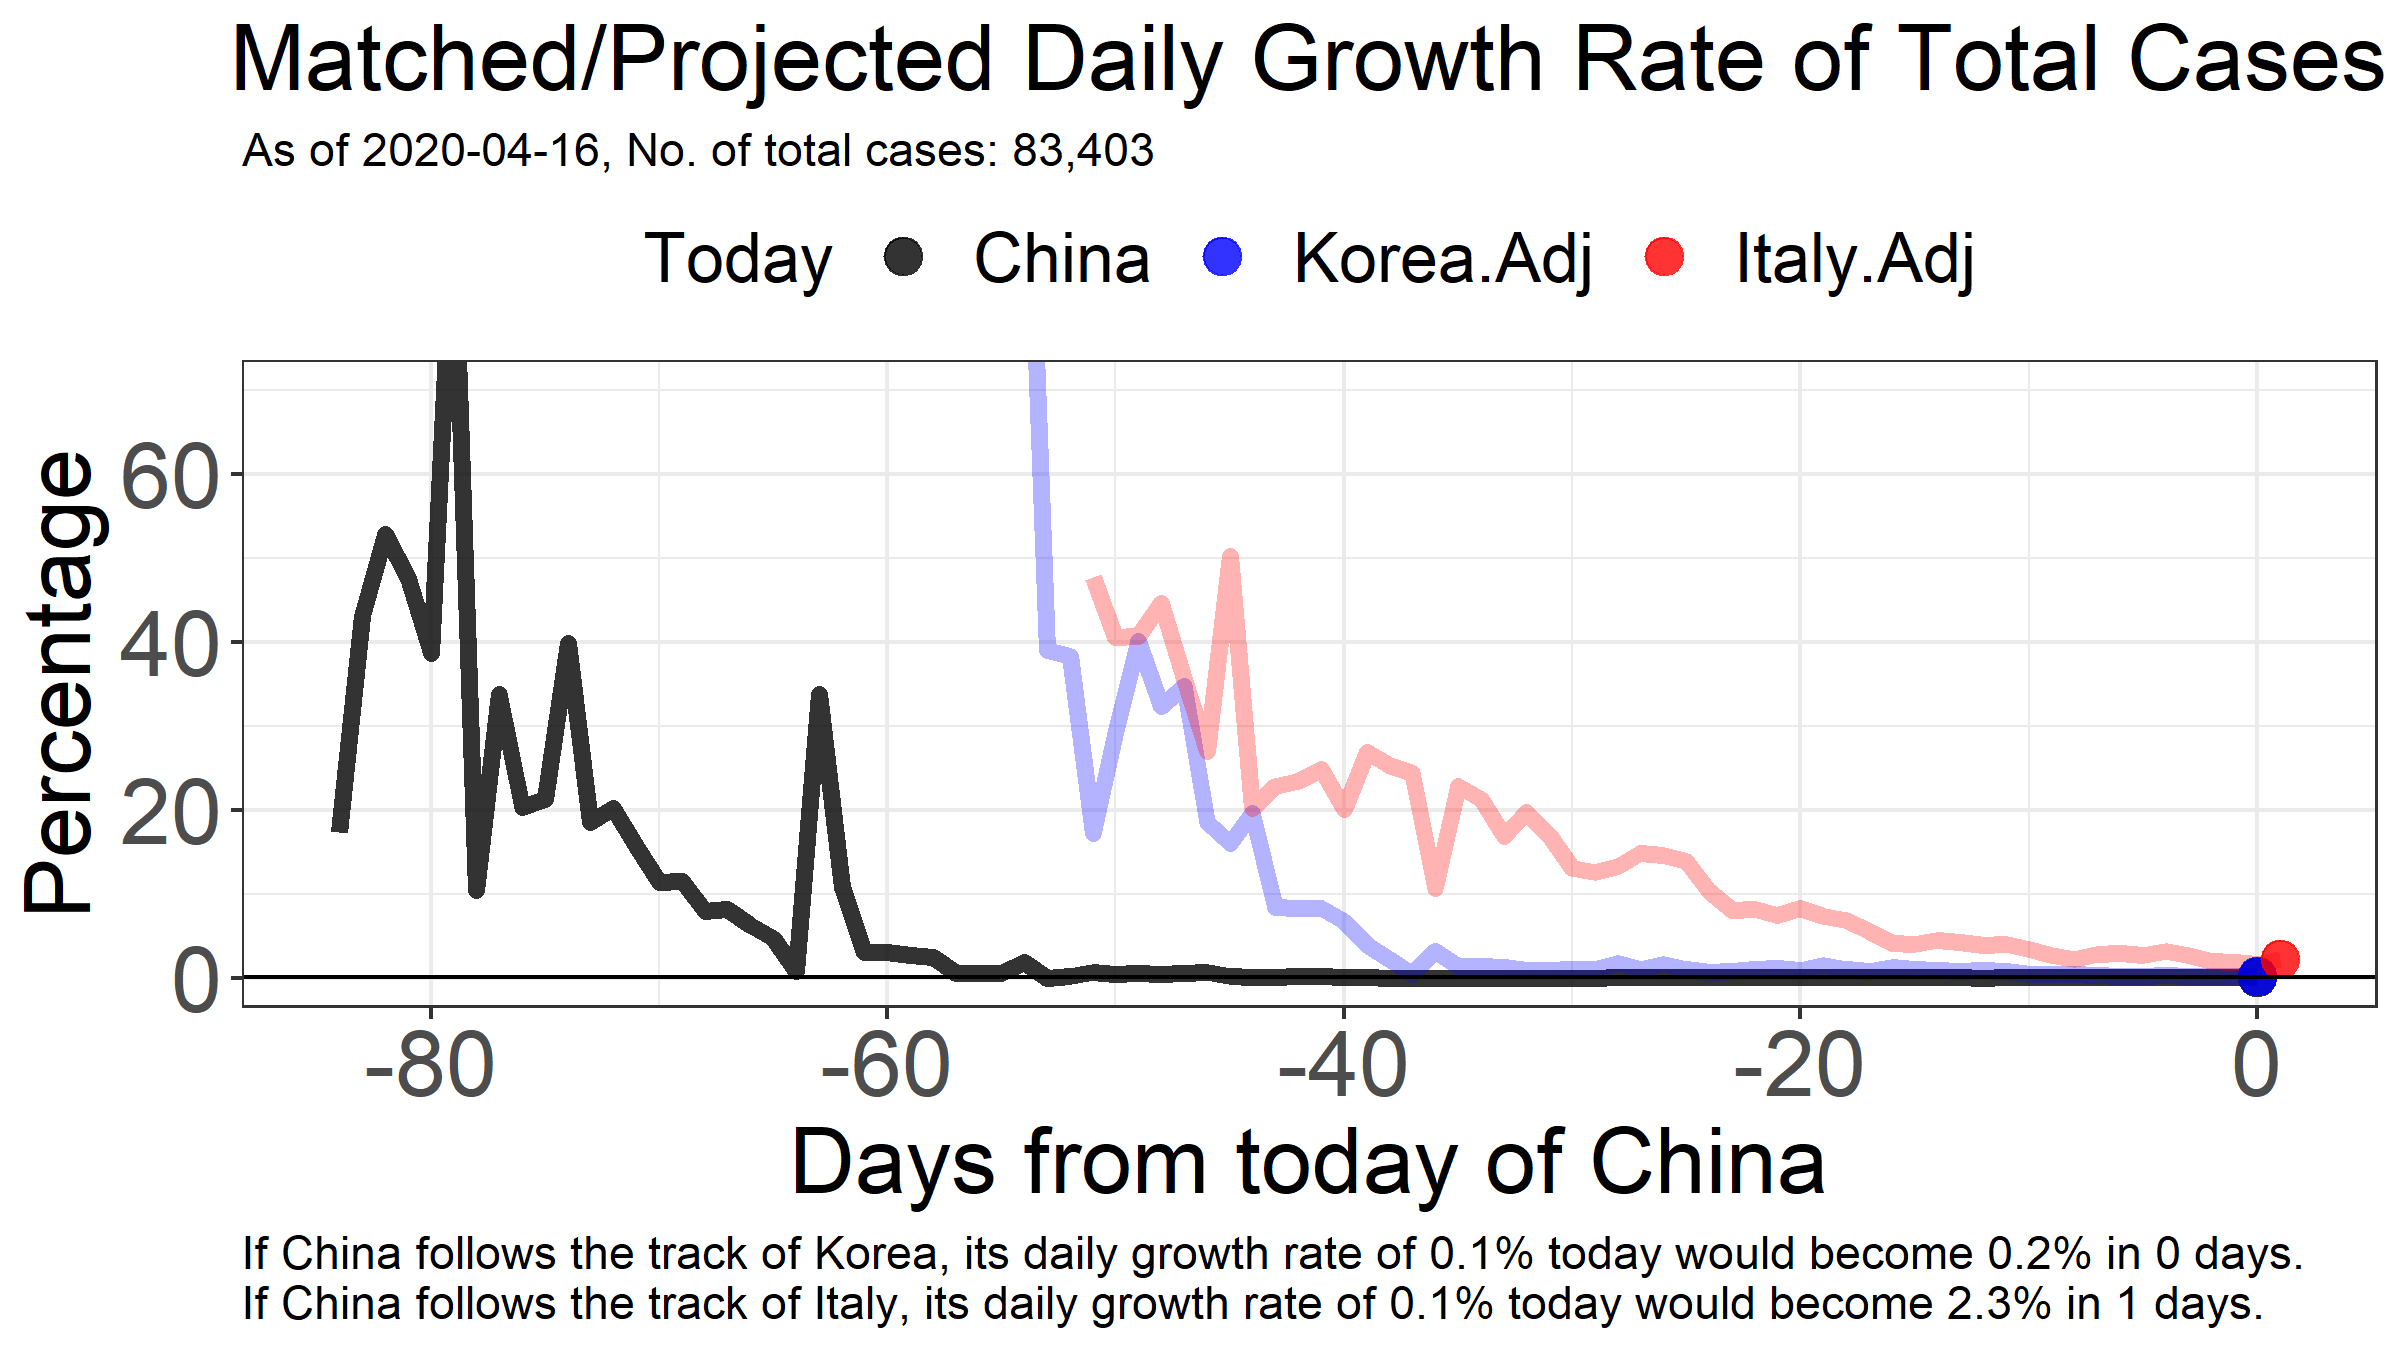 Matched/Projected Daily Growth Rate of Total Cases
As of 2020-04-16, No. of total cases: 83,403
Today China Korea.Adj Italy.Adj
Percentage
60
40
20
0
-80 -60 -40 -20 0
Days from today of China
If China follows the track of Korea, its daily growth rate of 0.1% today would become 0.2% in 0 days.
If China follows the track of Italy, its daily growth rate of 0.1% today would become 2.3% in 1 days.